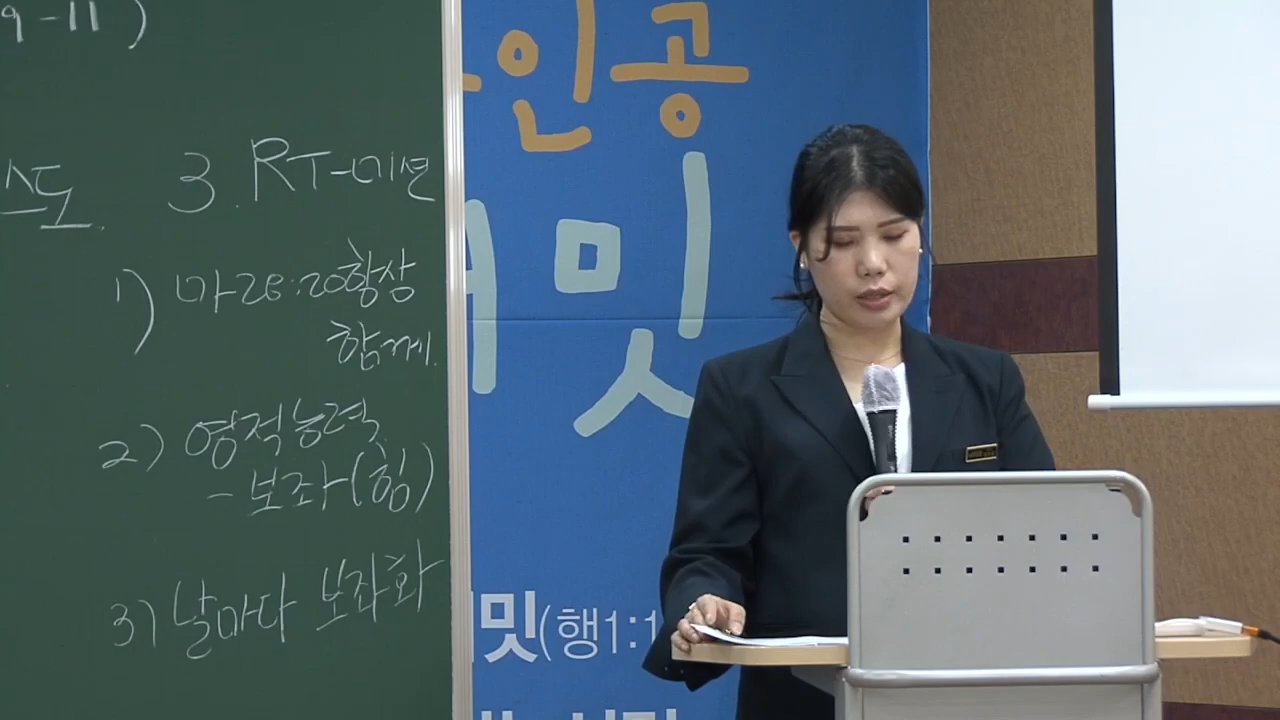 9-11)
스도.
3. RT-미션
1) 마28:20항상
함께.
2) 영적능력
-보좌(힘)
3) 날마다 보좌화
인공
밋
밋(행1:1